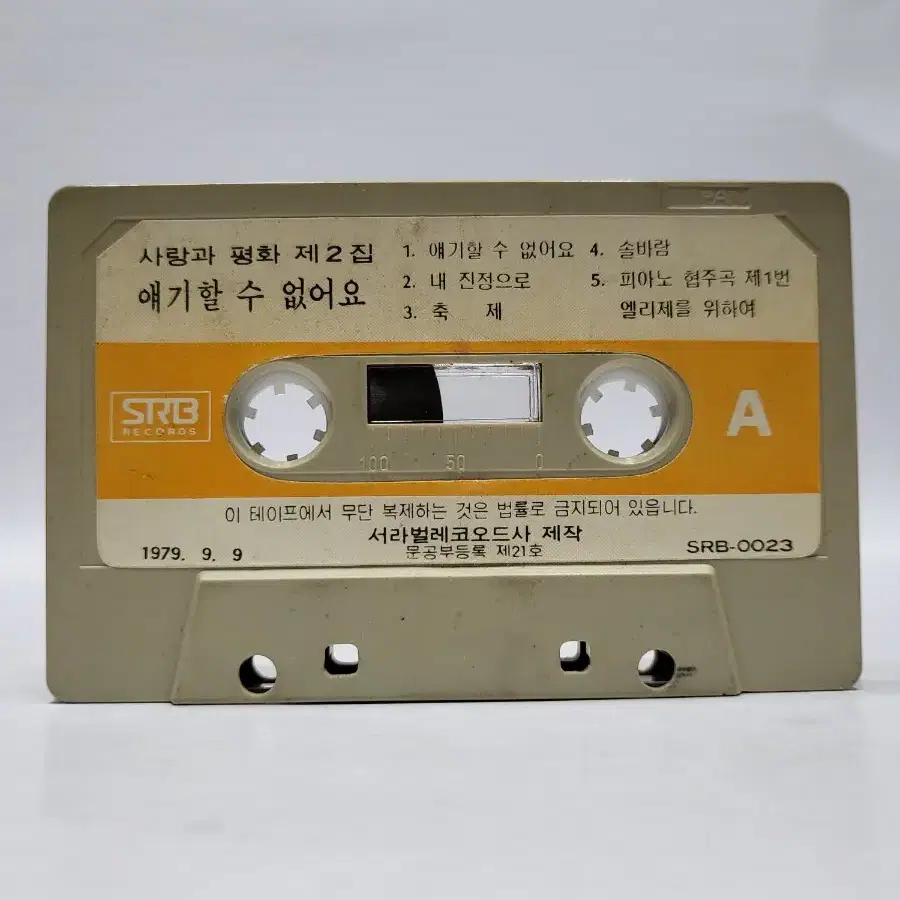 사랑과 평화 제2집
얘기할 수 없어요
1. 얘기할 수 없어요
2. 내 진정으로
3. 축 제
4. 솔바람
5. 피아노 협주곡 제1번
엘리제를 위하여
SRB
RECORDS
A
100 50 0
이 테이프에서 무단 복제하는 것은 법률로 금지되어 있읍니다.
서라벌레코오드사 제작
1979. 9. 9
문공부등록 제21호
SRB-0023